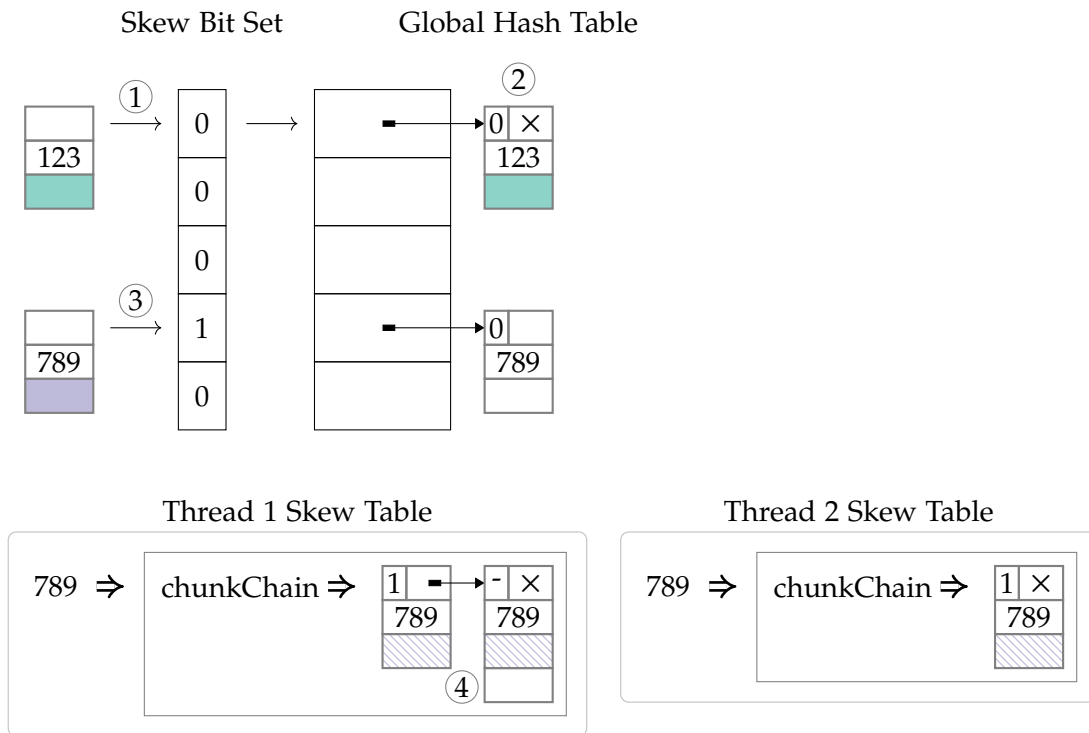 Skew Bit Set Global Hash Table
② 
① 0 0 ×
123 123
0
0
③ 1 0
789 789
0
Thread 1 Skew Table Thread 2 Skew Table
789 ⇒ chunkChain ⇒ 1 - × 789 ⇒ chunkChain ⇒ 1 ×
789 789 789
④